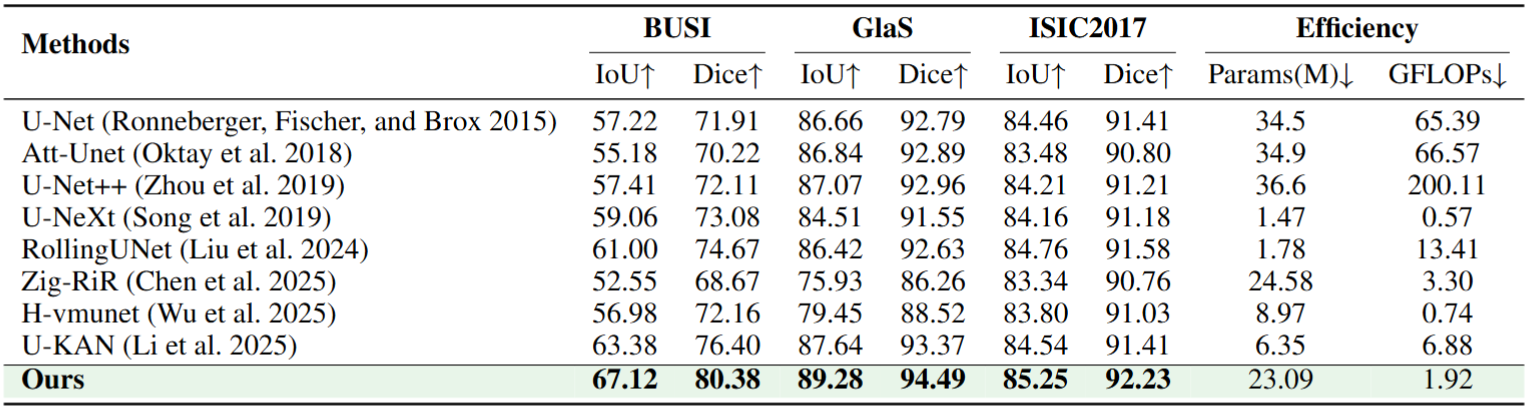 Methods BUSI GlaS ISIC2017 Efficiency
IoU↑ Dice↑ IoU↑ Dice↑ IoU↑ Dice↑ Params(M)↓ GFLOPs↓
U-Net (Ronneberger, Fischer, and Brox 2015) 57.22 71.91 86.66 92.79 84.46 91.41 34.5 65.39
Att-Unet (Oktay et al. 2018) 55.18 70.22 86.84 92.89 83.48 90.80 34.9 66.57
U-Net++ (Zhou et al. 2019) 57.41 72.11 87.07 92.96 84.21 91.21 36.6 200.11
U-NeXt (Song et al. 2019) 59.06 73.08 84.51 91.55 84.16 91.18 1.47 0.57
RollingUNet (Liu et al. 2024) 61.00 74.67 86.42 92.63 84.76 91.58 1.78 13.41
Zig-RiR (Chen et al. 2025) 52.55 68.67 75.93 86.26 83.34 90.76 24.58 3.30
H-vmunet (Wu et al. 2025) 56.98 72.16 79.45 88.52 83.80 91.03 8.97 0.74
U-KAN (Li et al. 2025) 63.38 76.40 87.64 93.37 84.54 91.41 6.35 6.88
Ours 67.12 80.38 89.28 94.49 85.25 92.23 23.09 1.92